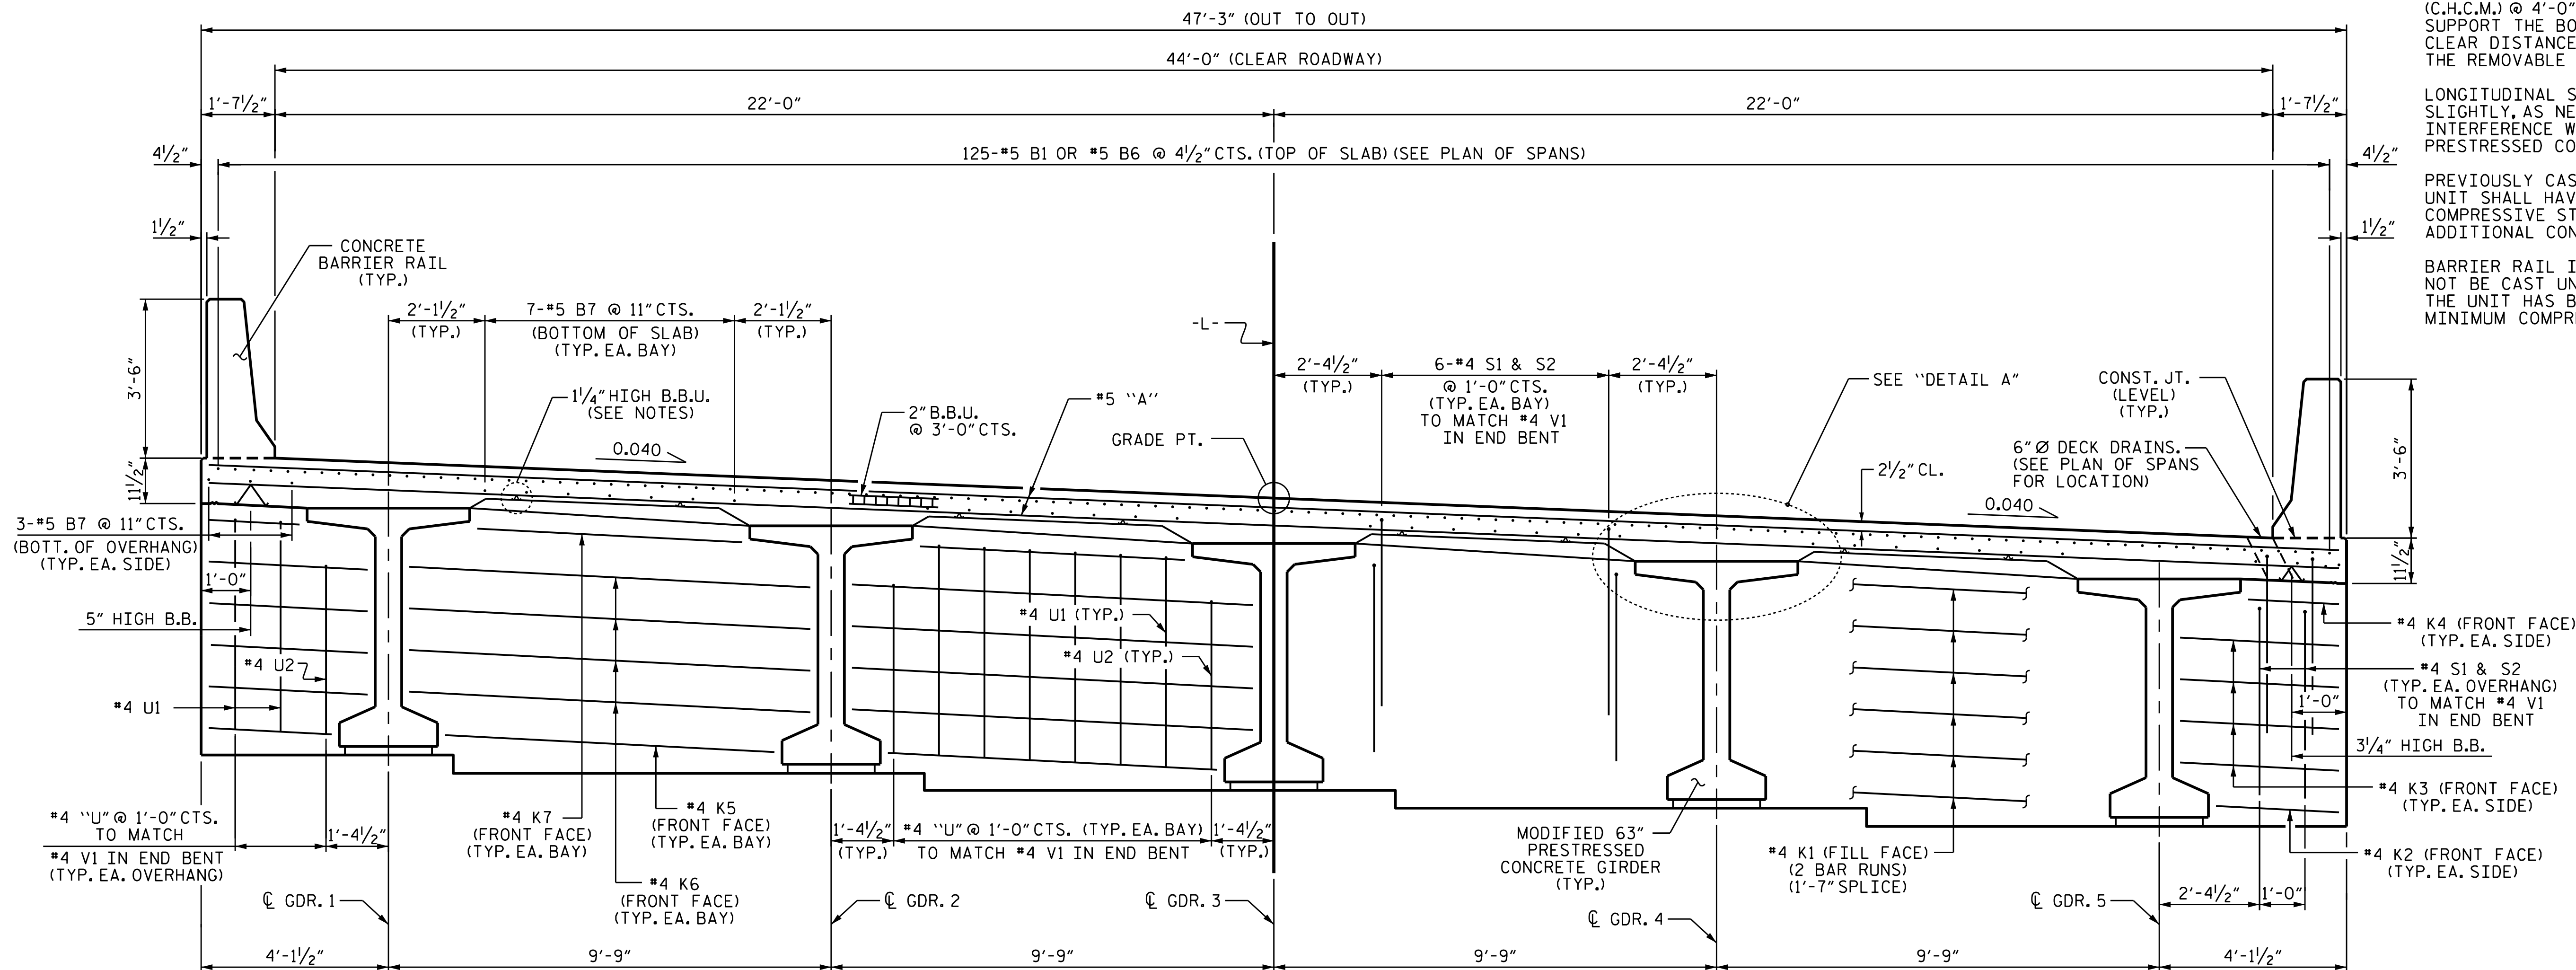 47'-3" (OUT TO OUT)
44'-0" (CLEAR ROADWAY)
1'-7½"
22'-0"
22'-0"
1'-7½"
4½"
125-#5 B1 OR #5 B6 @ 4½" CTS. (TOP OF SLAB) (SEE PLAN OF SPANS)
4½"
1½"
1½"
(C.H.C.M.) @ 4'-0"
SUPPORT THE BO
CLEAR DISTANCE
THE REMOVABLE
LONGITUDINAL S
SLIGHTLY, AS NE
INTERFERENCE W
PRESTRESSED CO
PREVIOUSLY CAS
UNIT SHALL HAV
COMPRESSIVE ST
ADDITIONAL CON
BARRIER RAIL I
NOT BE CAST UN
THE UNIT HAS B
MINIMUM COMPR
CONCRETE
BARRIER RAIL
(TYP.)
2'-1½"
(TYP.)
7-#5 B7 @ 11" CTS.
(BOTTOM OF SLAB)
(TYP. EA. BAY)
2'-1½"
(TYP.)
-L-
2'-4½"
(TYP.)
6-#4 S1 & S2
@ 1'-0" CTS.
(TYP. EA. BAY)
TO MATCH #4 V1
IN END BENT
2'-4½"
(TYP.)
SEE ``DETAIL A"
CONST. JT.
(LEVEL)
(TYP.)
3'-6"
1¼" HIGH B.B.U.
(SEE NOTES)
2" B.B.U.
@ 3'-0" CTS.
#5 ``A"
GRADE PT.
0.040
2½" CL.
6" Ø DECK DRAINS.
(SEE PLAN OF SPANS
FOR LOCATION)
0.040
3'-6"
11½"
11½"
3-#5 B7 @ 11" CTS.
(BOTT. OF OVERHANG)
(TYP. EA. SIDE)
1'-0"
5" HIGH B.B.
#4 U2
#4 U1
#4 U1 (TYP.)
#4 U2 (TYP.)
#4 K4 (FRONT FACE)
(TYP. EA. SIDE)
#4 S1 & S2
(TYP. EA. OVERHANG)
TO MATCH #4 V1
IN END BENT
1'-0"
3¼" HIGH B.B.
#4 K3 (FRONT FACE)
(TYP. EA. SIDE)
#4 K2 (FRONT FACE)
(TYP. EA. SIDE)
#4 ``U" @ 1'-0" CTS.
TO MATCH
#4 V1 IN END BENT
(TYP. EA. OVERHANG)
1'-4½"
#4 K7
(FRONT FACE)
(TYP. EA. BAY)
#4 K5
(FRONT FACE)
(TYP. EA. BAY)
#4 K6
(FRONT FACE)
(TYP. EA. BAY)
1'-4½"
(TYP.)
#4 ``U" @ 1'-0" CTS. (TYP. EA. BAY)
TO MATCH #4 V1 IN END BENT
1'-4½"
(TYP.)
MODIFIED 63"
PRESTRESSED
CONCRETE GIRDER
(TYP.)
#4 K1 (FILL FACE)
(2 BAR RUNS)
(1'-7" SPLICE)
2'-4½"
1'-0"
℄ GDR. 1
℄ GDR. 2
℄ GDR. 3
℄ GDR. 4
℄ GDR. 5
4'-1½"
9'-9"
9'-9"
9'-9"
9'-9"
4'-1½"